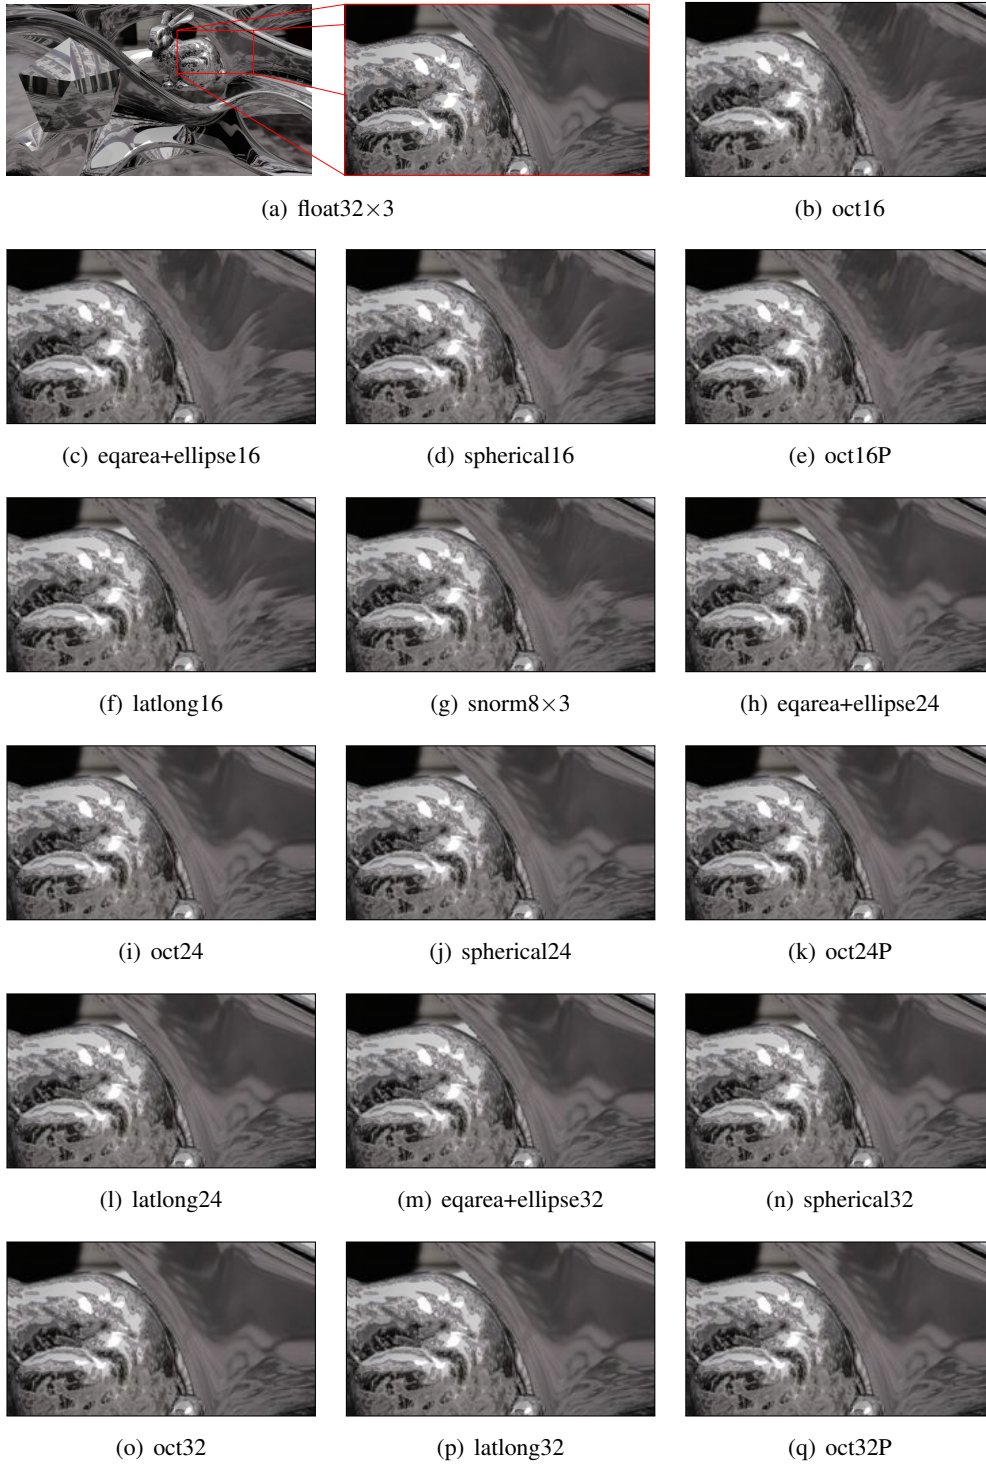 (a) float32×3
(b) oct16
(c) eqarea+ellipse16
(d) spherical16
(e) oct16P
(f) latlong16
(g) snorm8×3
(h) eqarea+ellipse24
(i) oct24
(j) spherical24
(k) oct24P
(l) latlong24
(m) eqarea+ellipse32
(n) spherical32
(o) oct32
(p) latlong32
(q) oct32P